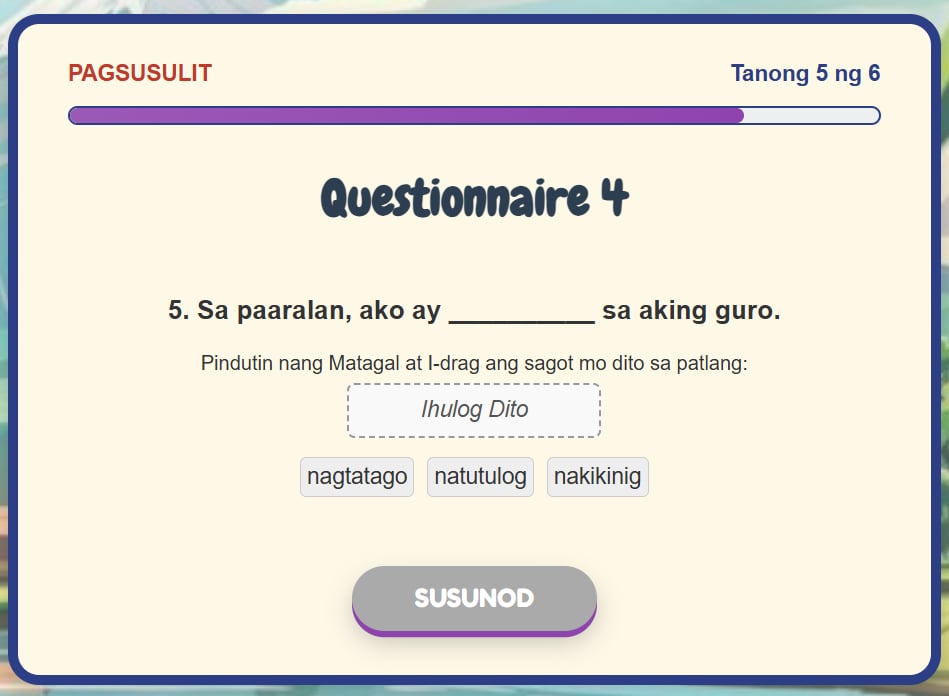 PAGSUSULIT
Tanong 5 ng 6
Questionnaire 4
5. Sa paaralan, ako ay __________ sa aking guro.
Pindutin nang Matagal at I-drag ang sagot mo dito sa patlang:
Ihulog Dito
nagtatago natutulog nakikinig
SUSUNOD